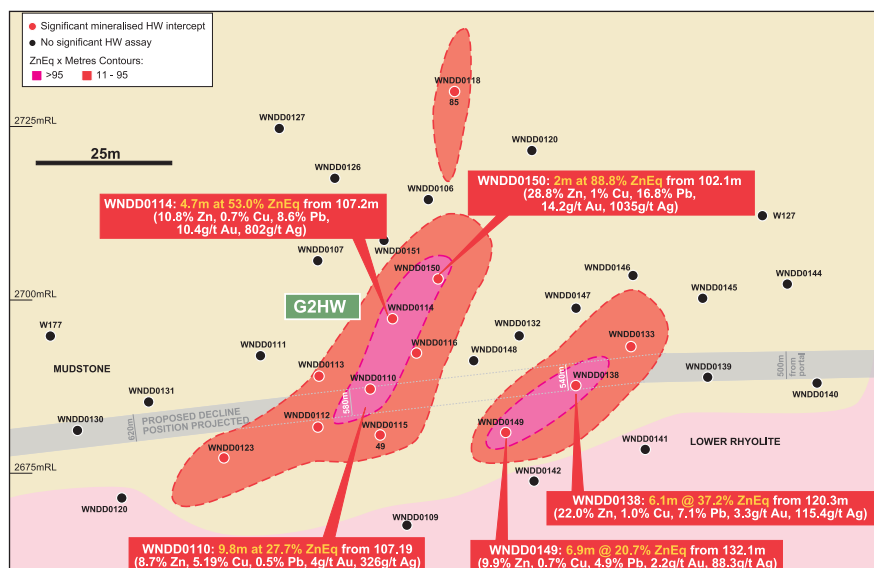 Significant mineralised HW intercept
No significant HW assay
ZnEq x Metres Contours:
>95
11 - 95
WNDD0118
85
2725mRL
WNDD0127
WNDD0120
25m
WNDD0126
WNDD0106
WNDD0150: 2m at 88.8% ZnEq from 102.1m
(28.8% Zn, 1% Cu, 16.8% Pb,
14.2g/t Au, 1035g/t Ag)
WNDD0114: 4.7m at 53.0% ZnEq from 107.2m
(10.8% Zn, 0.7% Cu, 8.6% Pb,
10.4g/t Au, 802g/t Ag)
W127
WNDD0151
WNDD0107
WNDD0150
WNDD0146
WNDD0144
WNDD0145
2700mRL
G2HW
WNDD0114
WNDD0147
W177
WNDD0132
WNDD0133
WNDD0116
WNDD0111
WNDD0148
MUDSTONE
WNDD0113
WNDD0110
580m
540m
WNDD0138
WNDD0139
500m
from
portal
WNDD0140
WNDD0131
WNDD0130
620m
PROPOSED DECLINE
POSITION PROJECTED
WNDD0112
WNDD0115
49
WNDD0149
WNDD0141
LOWER RHYOLITE
WNDD0123
2675mRL
WNDD0142
WNDD0120
WNDD0109
WNDD0138: 6.1m @ 37.2% ZnEq from 120.3m
(22.0% Zn, 1.0% Cu, 7.1% Pb, 3.3g/t Au, 115.4g/t Ag)
WNDD0110: 9.8m at 27.7% ZnEq from 107.19
(8.7% Zn, 5.19% Cu, 0.5% Pb, 4g/t Au, 326g/t Ag)
WNDD0149: 6.9m @ 20.7% ZnEq from 132.1m
(9.9% Zn, 0.7% Cu, 4.9% Pb, 2.2g/t Au, 88.3g/t Ag)